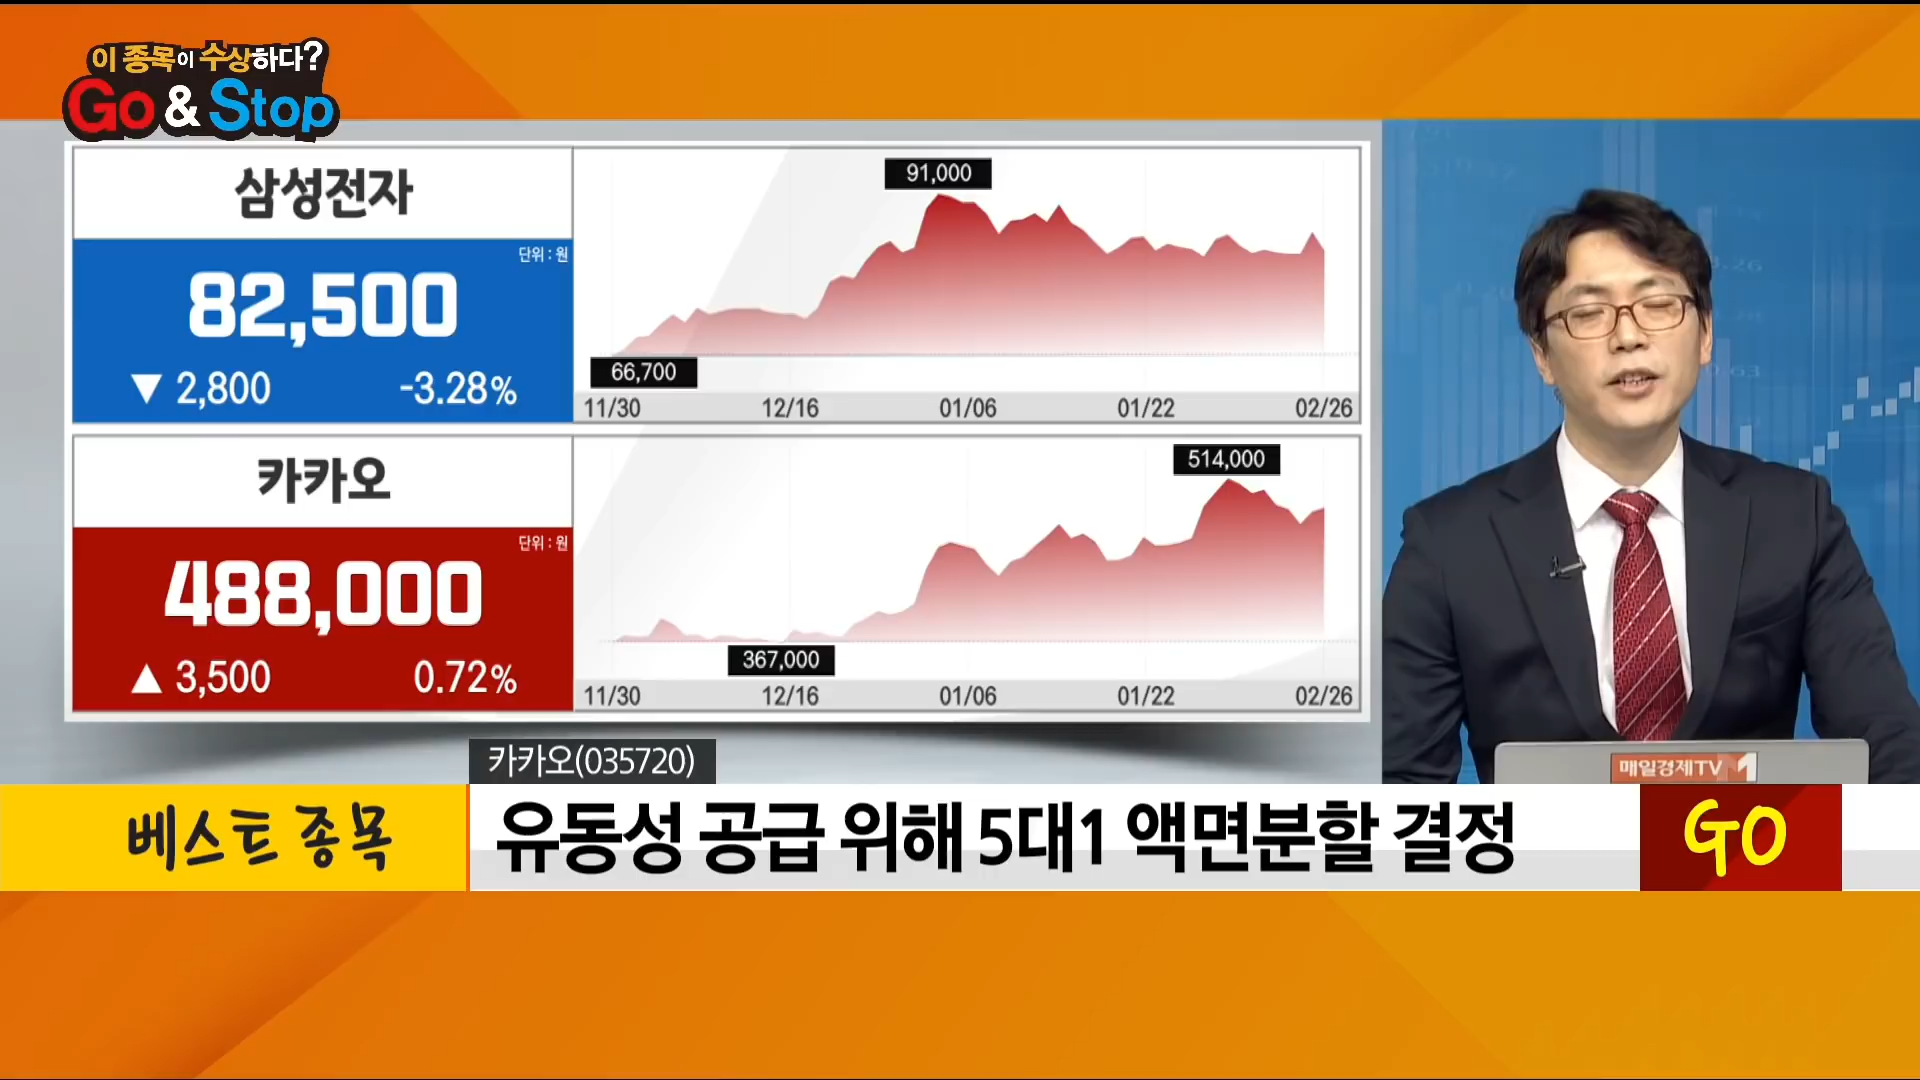 이 종목이 수상하다?
Go & Stop
삼성전자
단위 : 원
82,500
▼ 2,800 -3.28%
91,000
66,700
11/30 12/16 01/06 01/22 02/26
카카오
단위 : 원
488,000
▲ 3,500 0.72%
514,000
367,000
11/30 12/16 01/06 01/22 02/26
매일경제TV M
카카오(035720)
베스트 종목
유동성 공급 위해 5대1 액면분할 결정
GO